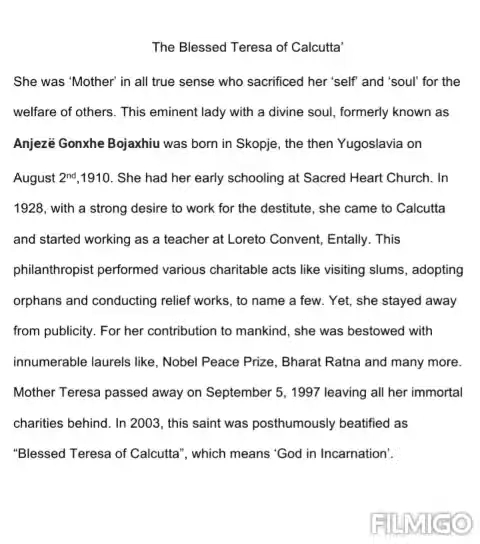 The Blessed Teresa of Calcutta’
She was ‘Mother’ in all true sense who sacrificed her ‘self’ and ‘soul’ for the
welfare of others. This eminent lady with a divine soul, formerly known as
Anjezë Gonxhe Bojaxhiu was born in Skopje, the then Yugoslavia on
August 2nd,1910. She had her early schooling at Sacred Heart Church. In
1928, with a strong desire to work for the destitute, she came to Calcutta
and started working as a teacher at Loreto Convent, Entally. This
philanthropist performed various charitable acts like visiting slums, adopting
orphans and conducting relief works, to name a few. Yet, she stayed away
from publicity. For her contribution to mankind, she was bestowed with
innumerable laurels like, Nobel Peace Prize, Bharat Ratna and many more.
Mother Teresa passed away on September 5, 1997 leaving all her immortal
charities behind. In 2003, this saint was posthumously beatified as
“Blessed Teresa of Calcutta”, which means ‘God in Incarnation’.
FILMIGO